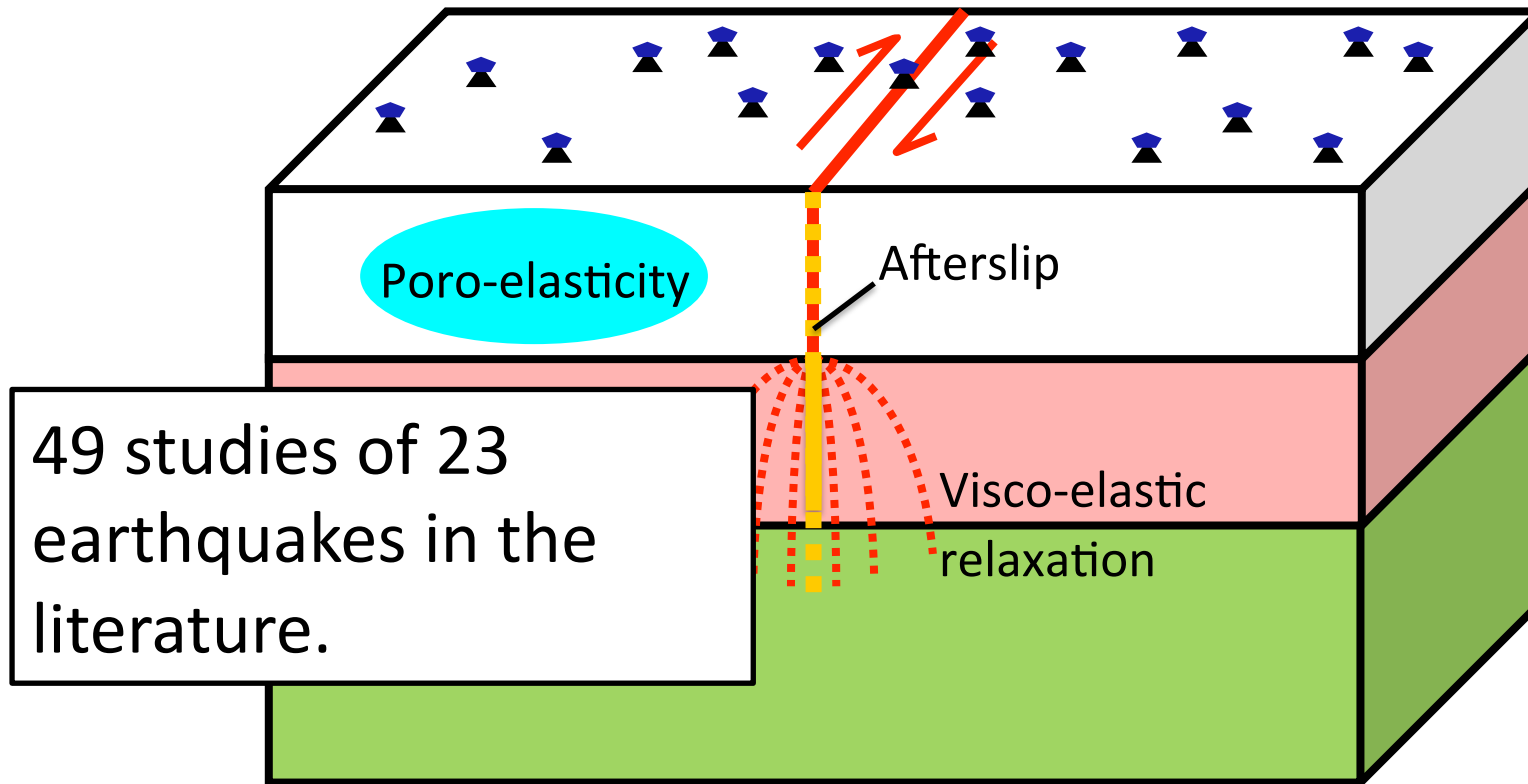 Poro-elasticity
Afterslip
49 studies of 23
earthquakes in the
literature.
Visco-elastic
relaxation